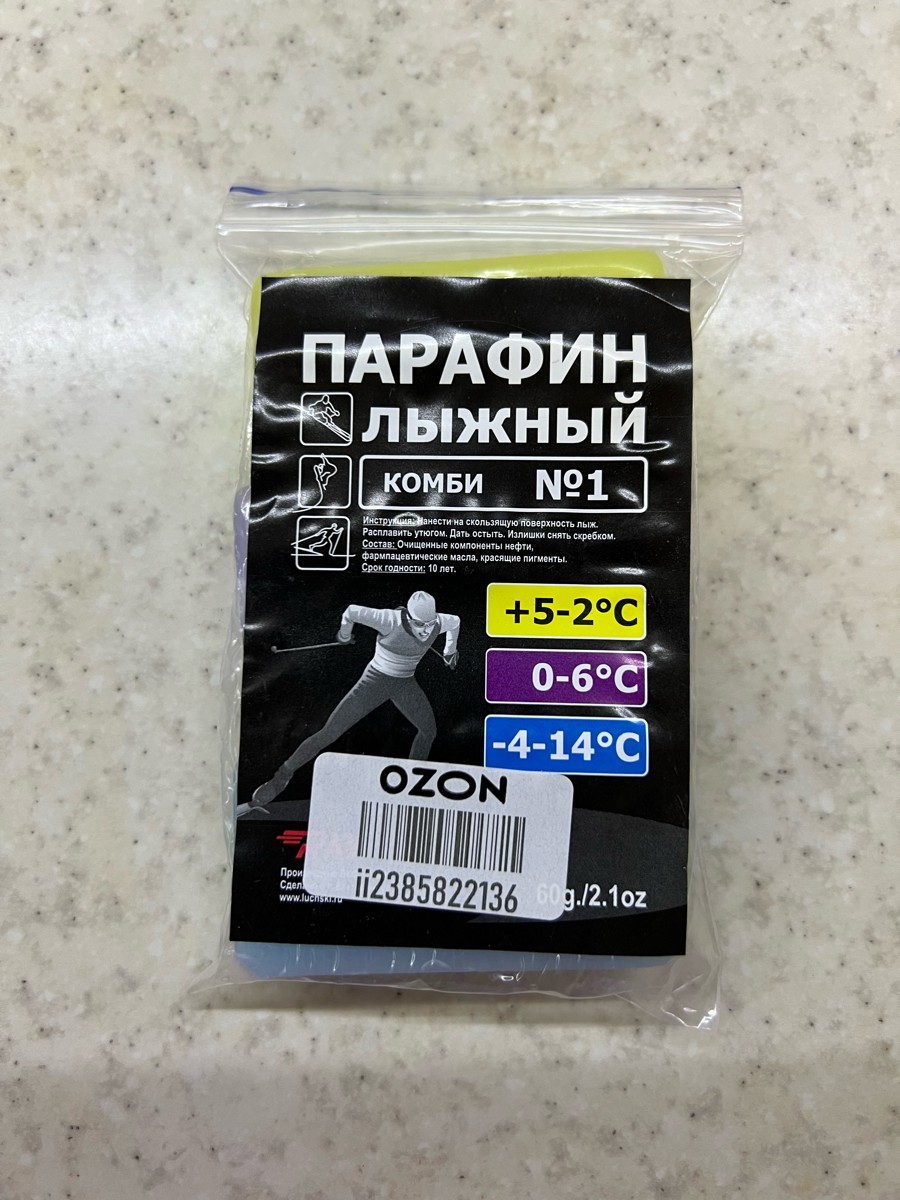 ПАРАФИН
ЛЫЖНЫЙ
КОМБИ №1
Инструкция: Нанести на скользящую поверхность лыж.
Расплавить утюгом. Дать остыть. Излишки снять скребком.
Состав: Очищенные компоненты нефти,
фармацевтические масла, красящие пигменты.
Срок годности: 10 лет.
+5-2°C
0-6°C
-4-14°C
OZON
ii2385822136
60g./2.1oz
www.luchski.ru